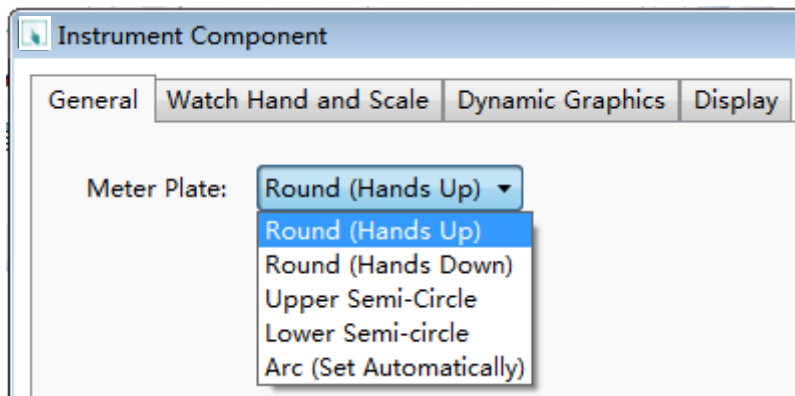 Instrument Component
General Watch Hand and Scale Dynamic Graphics Display
Meter Plate: Round (Hands Up)
Round (Hands Up)
Round (Hands Down)
Upper Semi-Circle
Lower Semi-circle
Arc (Set Automatically)